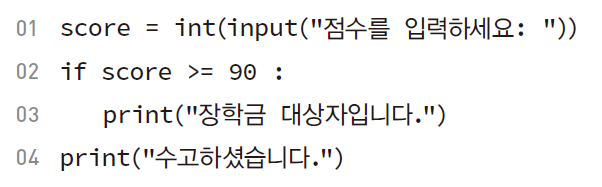 01 score = int(input("점수를 입력하세요: "))
02 if score >= 90 :
03 print("장학금 대상자입니다.")
04 print("수고하셨습니다.")